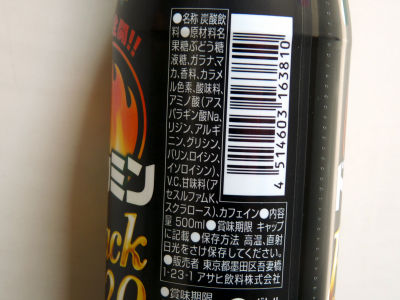 ●名称 炭酸飲
料●原材料名
果糖ぶどう糖
液糖、ガラナ、マ
カ、香料、カラメ
ル色素、酸味料、
アミノ酸(アス
パラギン酸Na、
リジン、アルギ
ニン、グリシン、
バリン、ロイシン、
イソロイシン)、
V.C、甘味料(ア
セスルファムK、
スクラロース)、カフェイン●内容
量 500ml●賞味期限 キャップ
に記載●保存方法 高温、直射
日光をさけ保存してください。
●販売者 東京都墨田区吾妻橋
1-23-1 アサヒ飲料株式会社
●賞味期限
4 514603 163810
ミン